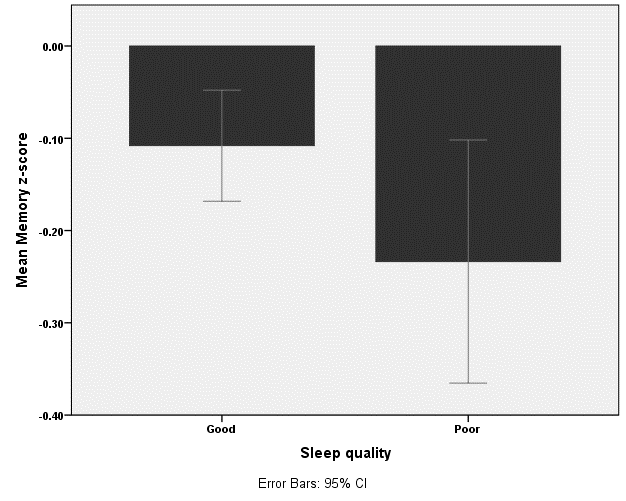 0.00
-0.10
-0.20
-0.30
-0.40
Mean Memory z-score
Good
Poor
Sleep quality
Error Bars: 95% CI